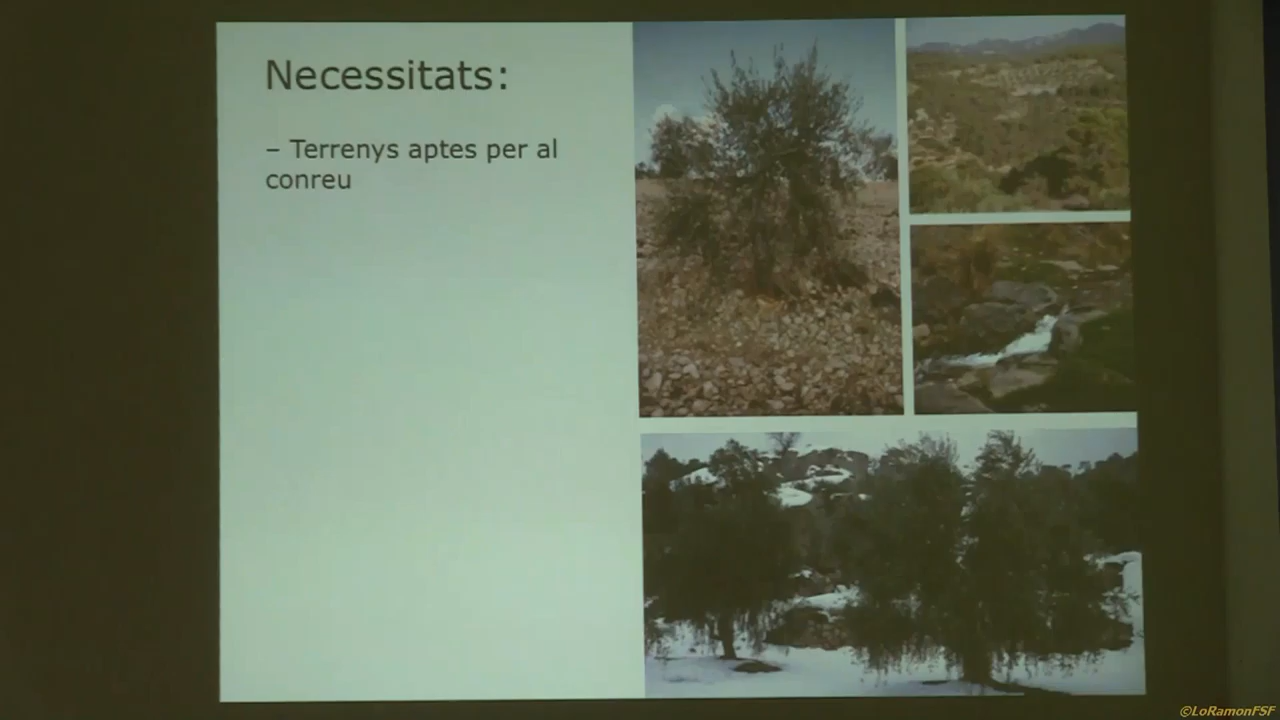 Necessitats:
– Terrenys aptes per al
conreu
©LoRamonFSF